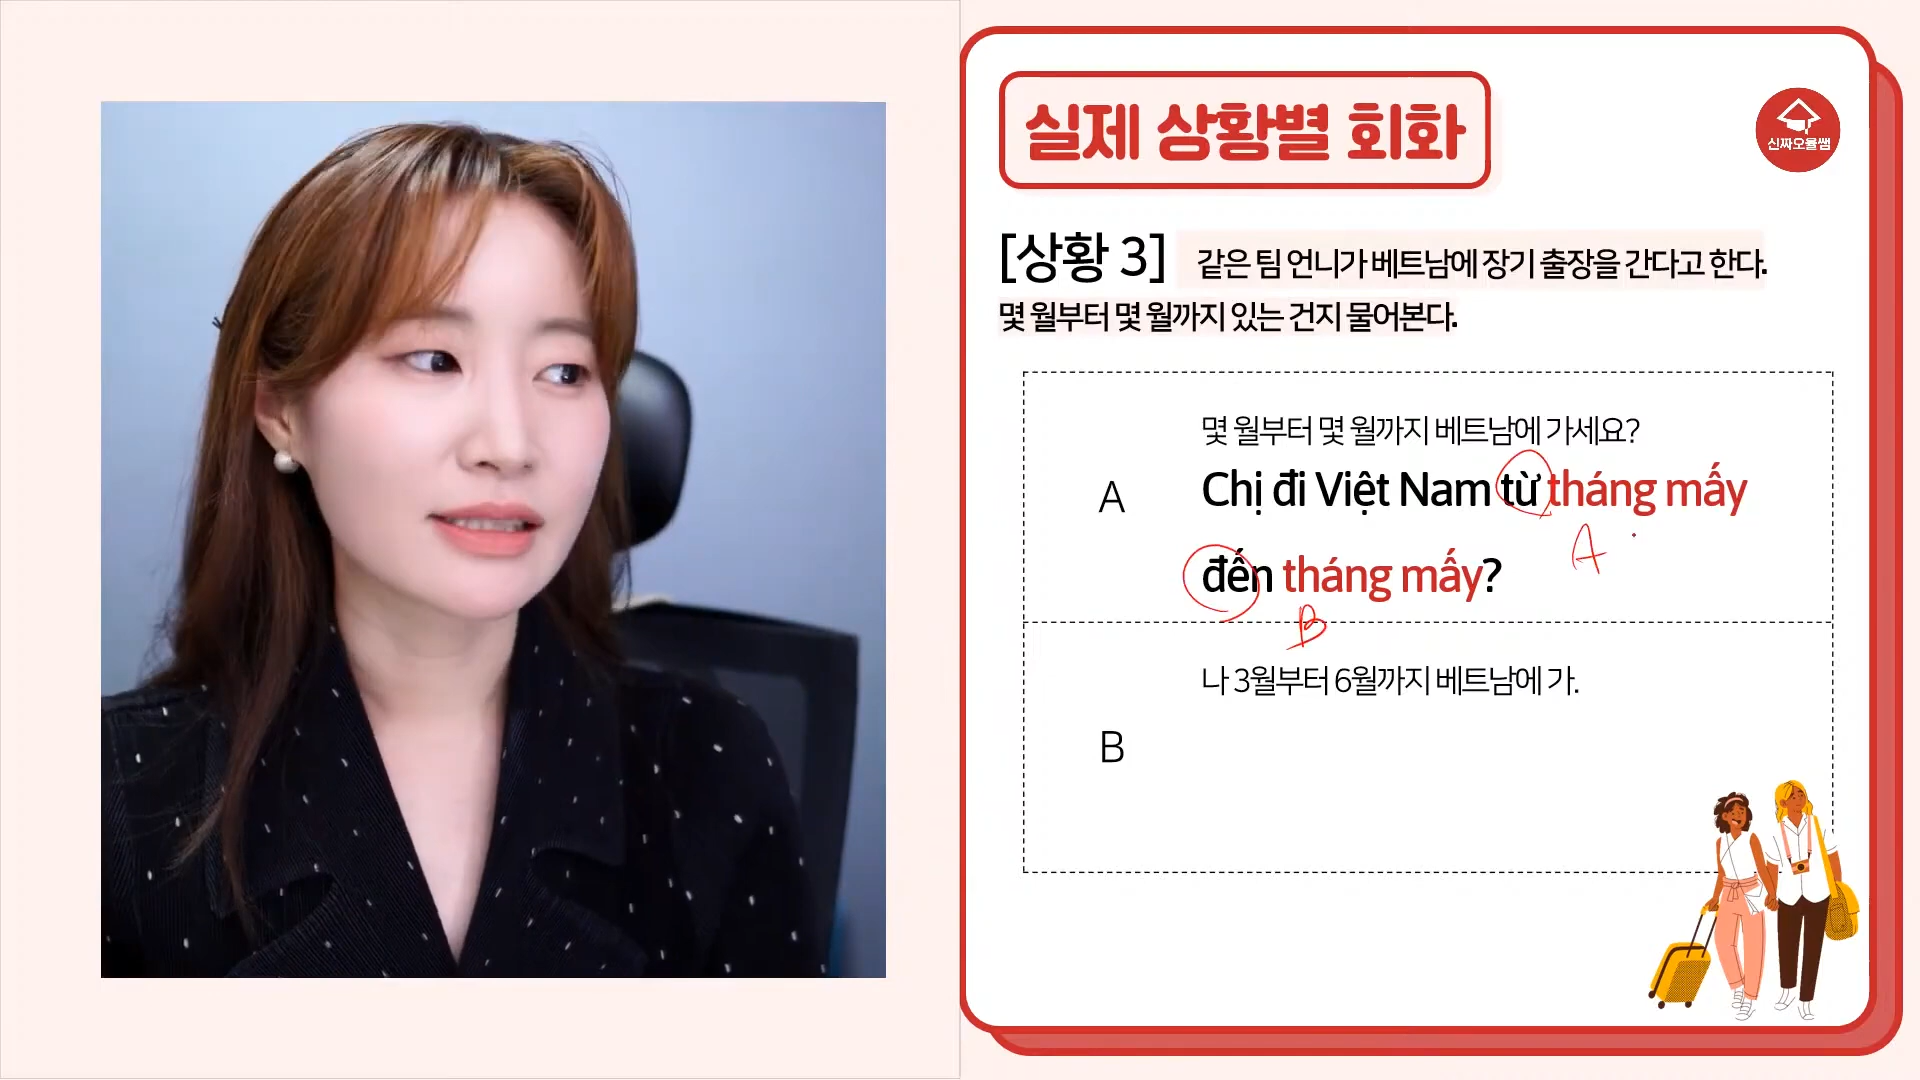 실제 상황별 회화
신짜오율쌤
[상황 3] 같은 팀 언니가 베트남에 장기 출장을 간다고 한다.
몇 월부터 몇 월까지 있는 건지 물어본다.
몇 월부터 몇 월까지 베트남에 가세요?
A
Chị đi Việt Nam từ tháng mấy
A
đến tháng mấy?
B
나 3월부터 6월까지 베트남에 가.
B